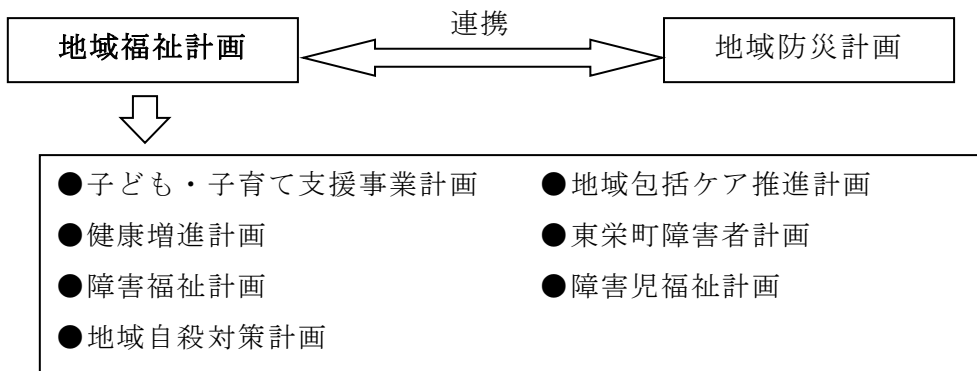 連携
地域福祉計画
地域防災計画
●子ども・子育て支援事業計画
●地域包括ケア推進計画
●健康増進計画
●東栄町障害者計画
●障害福祉計画
●障害児福祉計画
●地域自殺対策計画